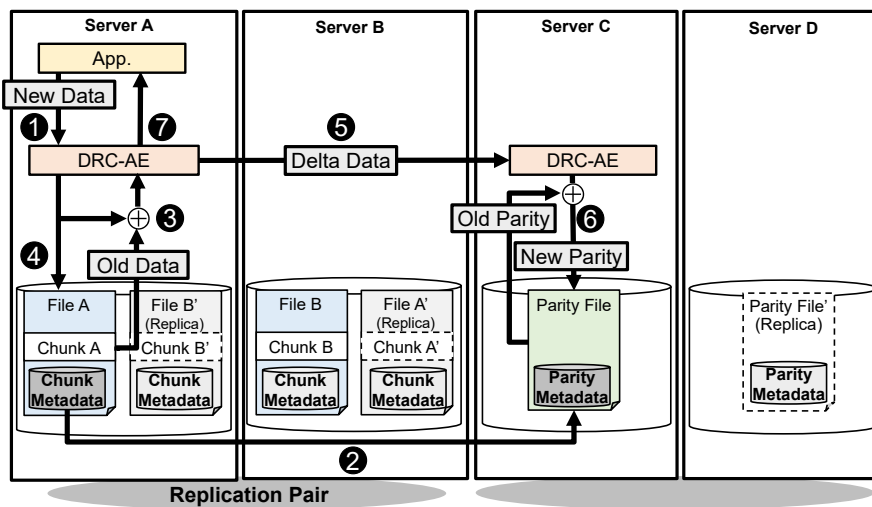 Server A
Server B
Server C
Server D
App.
New Data
1
7
5
DRC-AE
Delta Data
DRC-AE
3
Old Parity
6
4
Old Data
New Parity
File A
File B'
(Replica)
File B
File A'
(Replica)
Parity File
Parity File'
(Replica)
Chunk A
Chunk B'
Chunk B
Chunk A'
Chunk
Metadata
Chunk
Metadata
Chunk
Metadata
Chunk
Metadata
Parity
Metadata
Parity
Metadata
2
Replication Pair